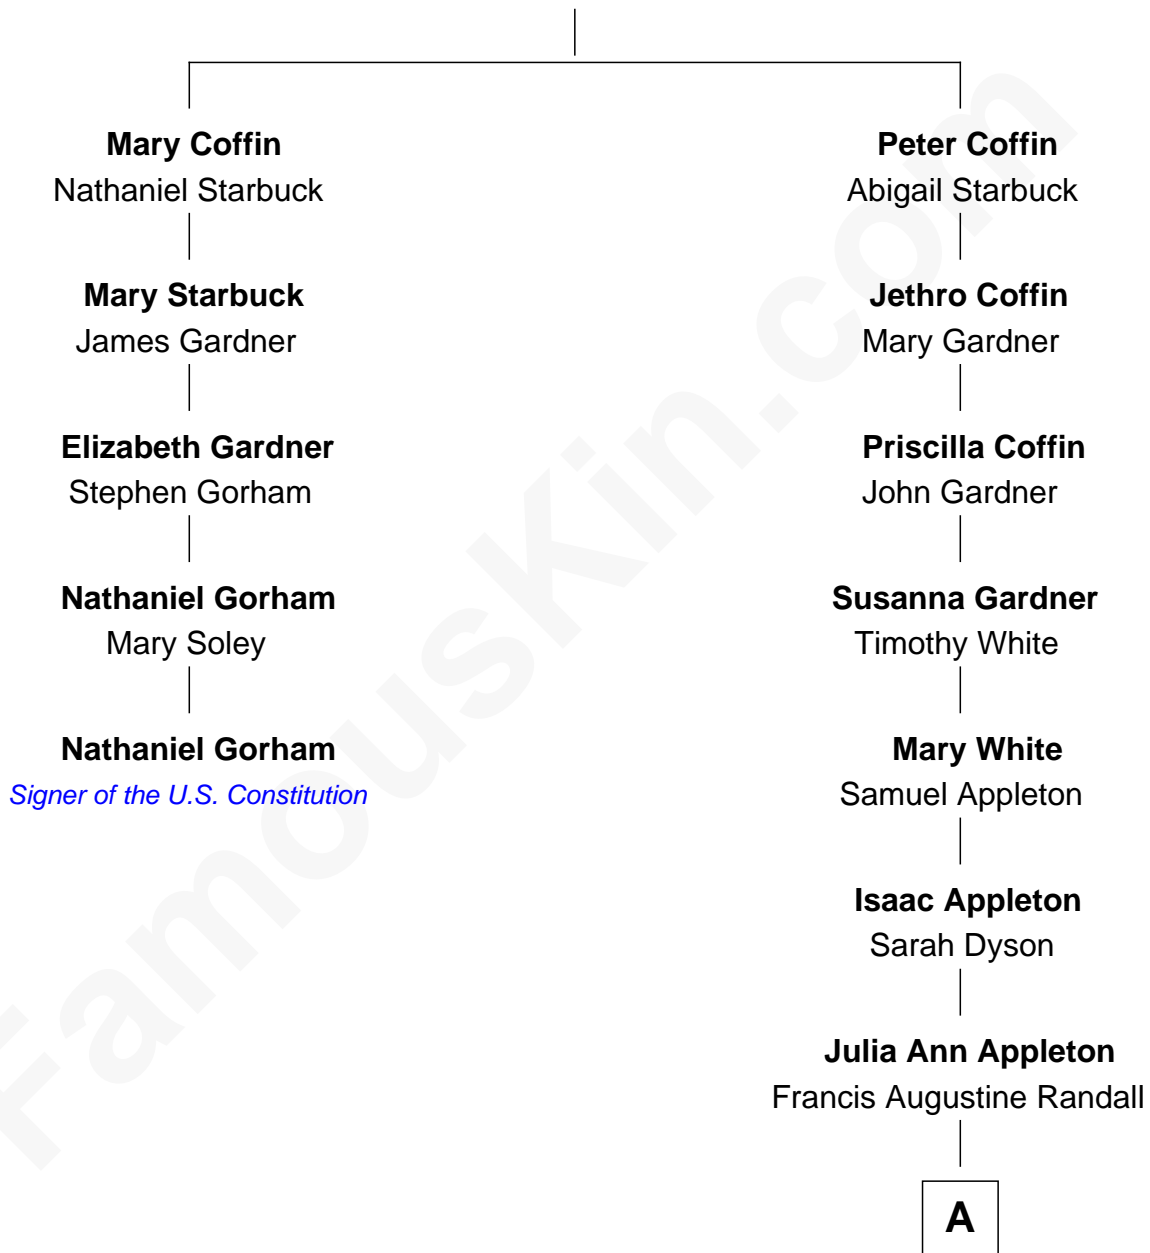 Mary Coffin
Nathaniel Starbuck
Mary Starbuck
James Gardner
Elizabeth Gardner
Stephen Gorham
Nathaniel Gorham
Mary Soley
Nathaniel Gorham
Signer of the U.S. Constitution
Peter Coffin
Abigail Starbuck
Jethro Coffin
Mary Gardner
Priscilla Coffin
John Gardner
Susanna Gardner
Timothy White
Mary White
Samuel Appleton
Isaac Appleton
Sarah Dyson
Julia Ann Appleton
Francis Augustine Randall
A
FamousKin.com